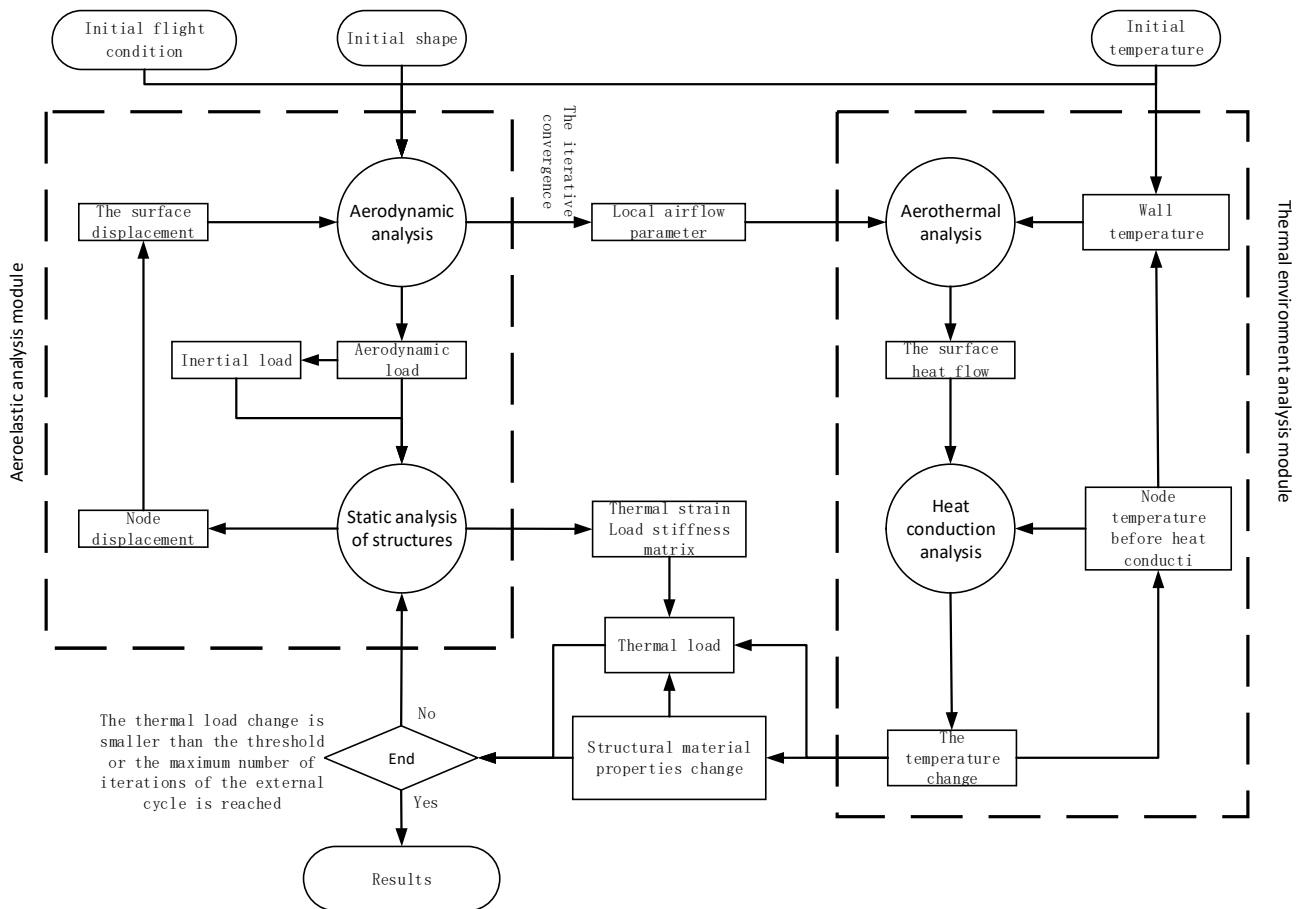 Initial flight
condition
Initial shape
Initial
temperature
The iterative
convergence
Aeroelastic analysis module
The surface
displacement
Aerodynamic
analysis
Local airflow
parameter
Aerothermal
analysis
Wall
temperature
Thermal environment analysis module
Inertial load
Aerodynamic
load
The surface
heat flow
Node
displacement
Static analysis
of structures
Thermal strain
Load stiffness
matrix
Heat
conduction
analysis
Node
temperature
before heat
conducti
Thermal load
The thermal load change is
smaller than the threshold
or the maximum number of
iterations of the external
cycle is reached
No
End
Yes
Structural material
properties change
The
temperature
change
Results